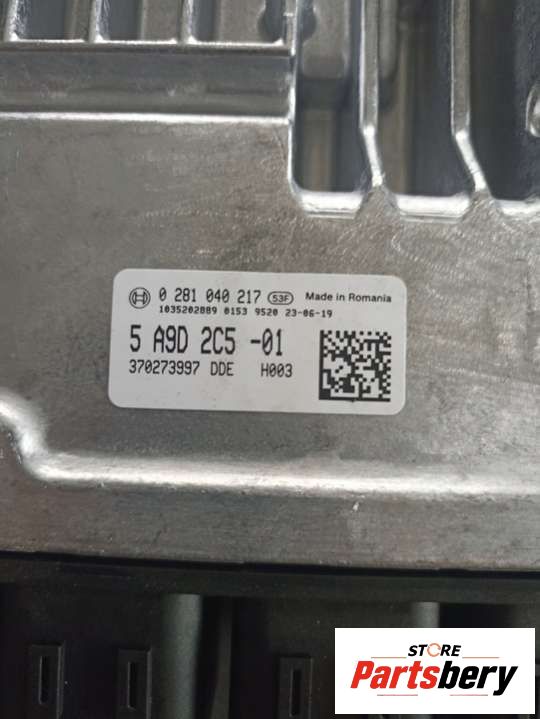 0 281 040 217 53F Made in Romania
1035202889 0153 9520 23-06-19
5 A9D 2C5 -01
370273997 DDE H003
STORE
Partsbery